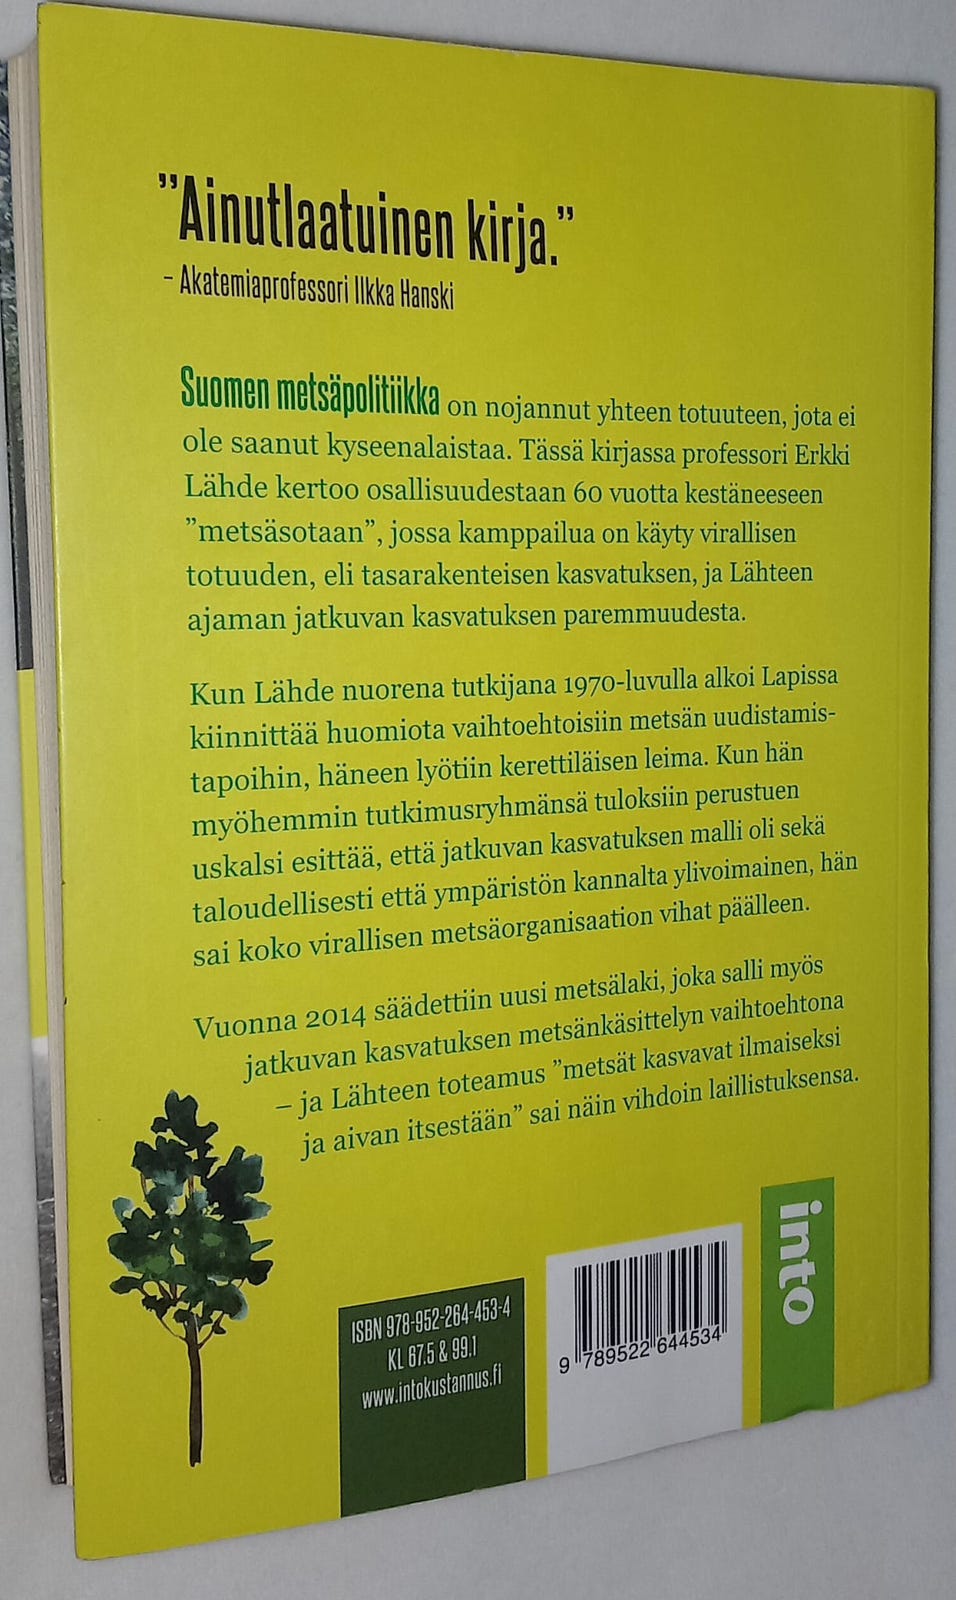 ”Ainutlaatuinen kirja.”
– Akatemiaprofessori Ilkka Hanski
Suomen metsäpolitiikka on nojannut yhteen totuuteen, jota ei
ole saanut kyseenalaistaa. Tässä kirjassa professori Erkki
Lähde kertoo osallisuudestaan 60 vuotta kestäneeseen
”metsäsotaan”, jossa kamppailua on käyty virallisen
totuuden, eli tasarakenteisen kasvatuksen, ja Lähteen
ajaman jatkuvan kasvatuksen paremmuudesta.
Kun Lähde nuorena tutkijana 1970-luvulla alkoi Lapissa
kiinnittää huomiota vaihtoehtoisiin metsän uudistamis-
tapoihin, häneen lyötiin kerettiläisen leima. Kun hän
myöhemmin tutkimusryhmänsä tuloksiin perustuen
uskalsi esittää, että jatkuvan kasvatuksen malli oli sekä
taloudellisesti että ympäristön kannalta ylivoimainen, hän
sai koko virallisen metsäorganisaation vihat päälleen.
Vuonna 2014 säädettiin uusi metsälaki, joka salli myös
jatkuvan kasvatuksen metsänkäsittelyn vaihtoehtona
– ja Lähteen toteamus ”metsät kasvavat ilmaiseksi
ja aivan itsestään” sai näin vihdoin laillistuksensa.
ISBN 978-952-264-453-4
KL 67.5 & 99.1
www.intokustannus.fi
9 789522 644534
into